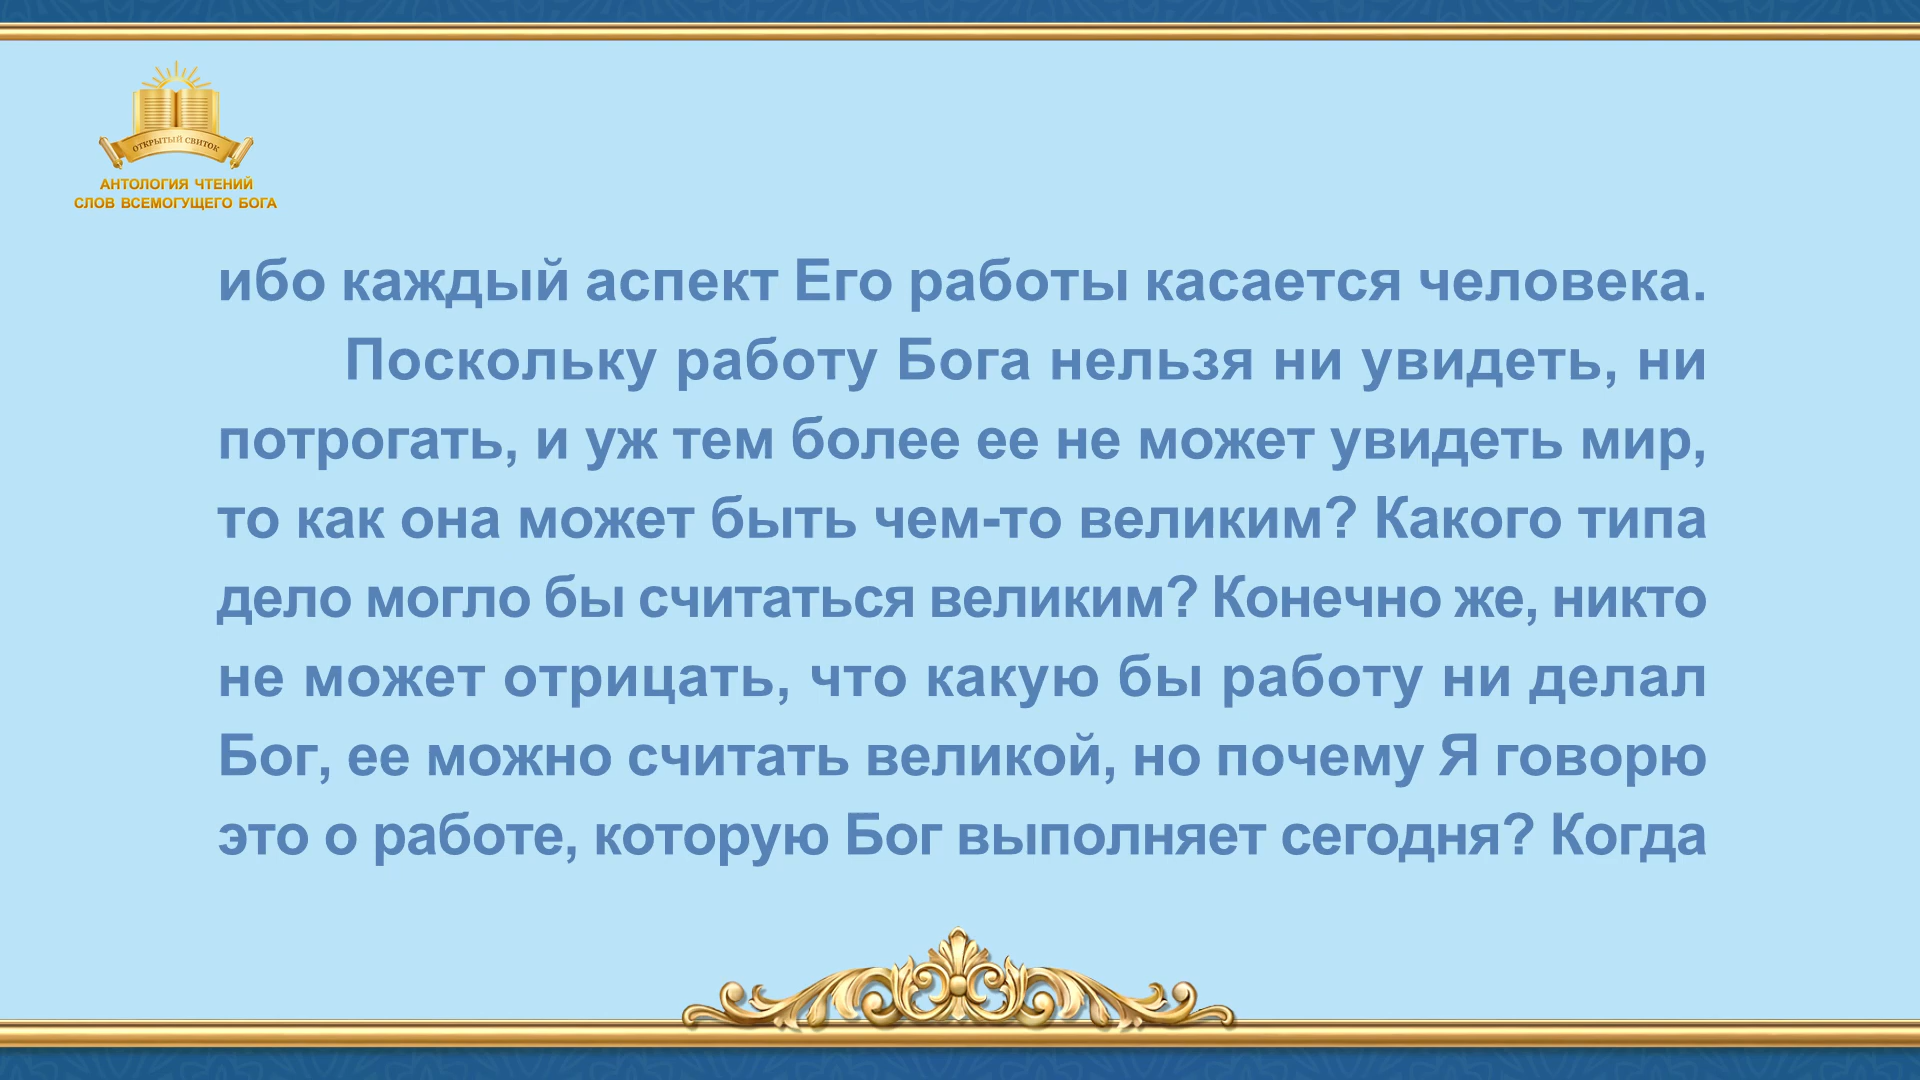 ОТКРЫТЫЙ СВИТОК
АНТОЛОГИЯ ЧТЕНИЙ
СЛОВ ВСЕМОГУЩЕГО БОГА
ибо каждый аспект Его работы касается человека.
Поскольку работу Бога нельзя ни увидеть, ни
потрогать, и уж тем более ее не может увидеть мир,
то как она может быть чем-то великим? Какого типа
дело могло бы считаться великим? Конечно же, никто
не может отрицать, что какую бы работу ни делал
Бог, ее можно считать великой, но почему Я говорю
это о работе, которую Бог выполняет сегодня? Когда